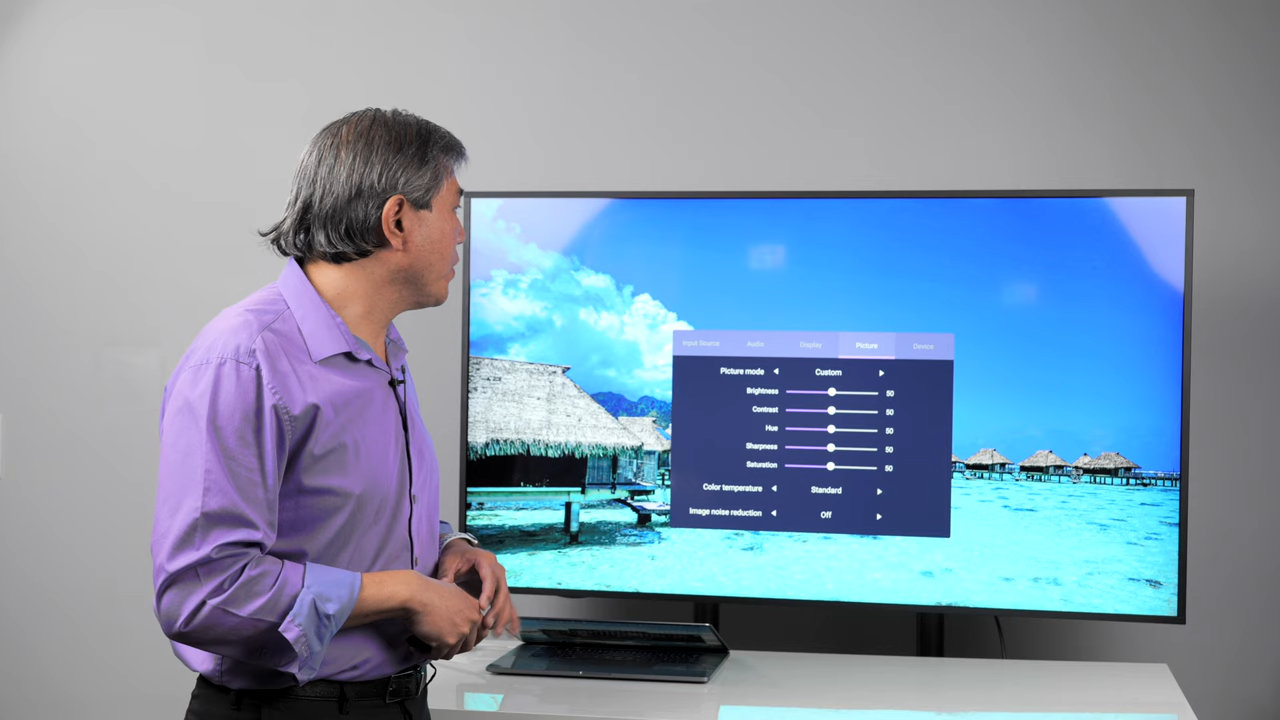 Input Source Audio Display Picture Device
Picture mode Custom
Brightness 50
Contrast 50
Hue 50
Sharpness 50
Saturation 50
Color temperature Standard
Image noise reduction Off